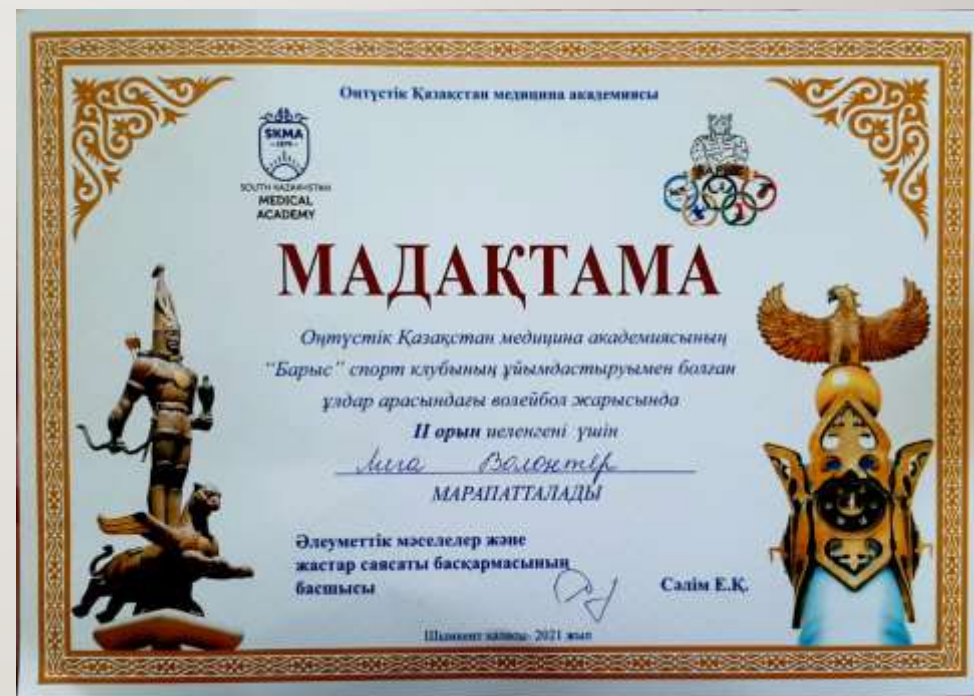 Оңтүстік Қазақстан медицина академиясы
SKMA
SOUTH KAZAKHSTAN
MEDICAL
ACADEMY
БАРЫС
МАДАҚТАМА
Оңтүстік Қазақстан медицина академиясының
"Барыс" спорт клубының ұйымдастыруымен болған
ұлдар арасындағы волейбол жарысында
II орын иеленгені үшін
Лига Волонтер
МАРАПАТТАЛАДЫ
Әлеуметтік мәселелер және
жастар саясаты басқармасының
басшысы
Сәлім Е.Қ.
Шымкент қаласы- 2021 жыл